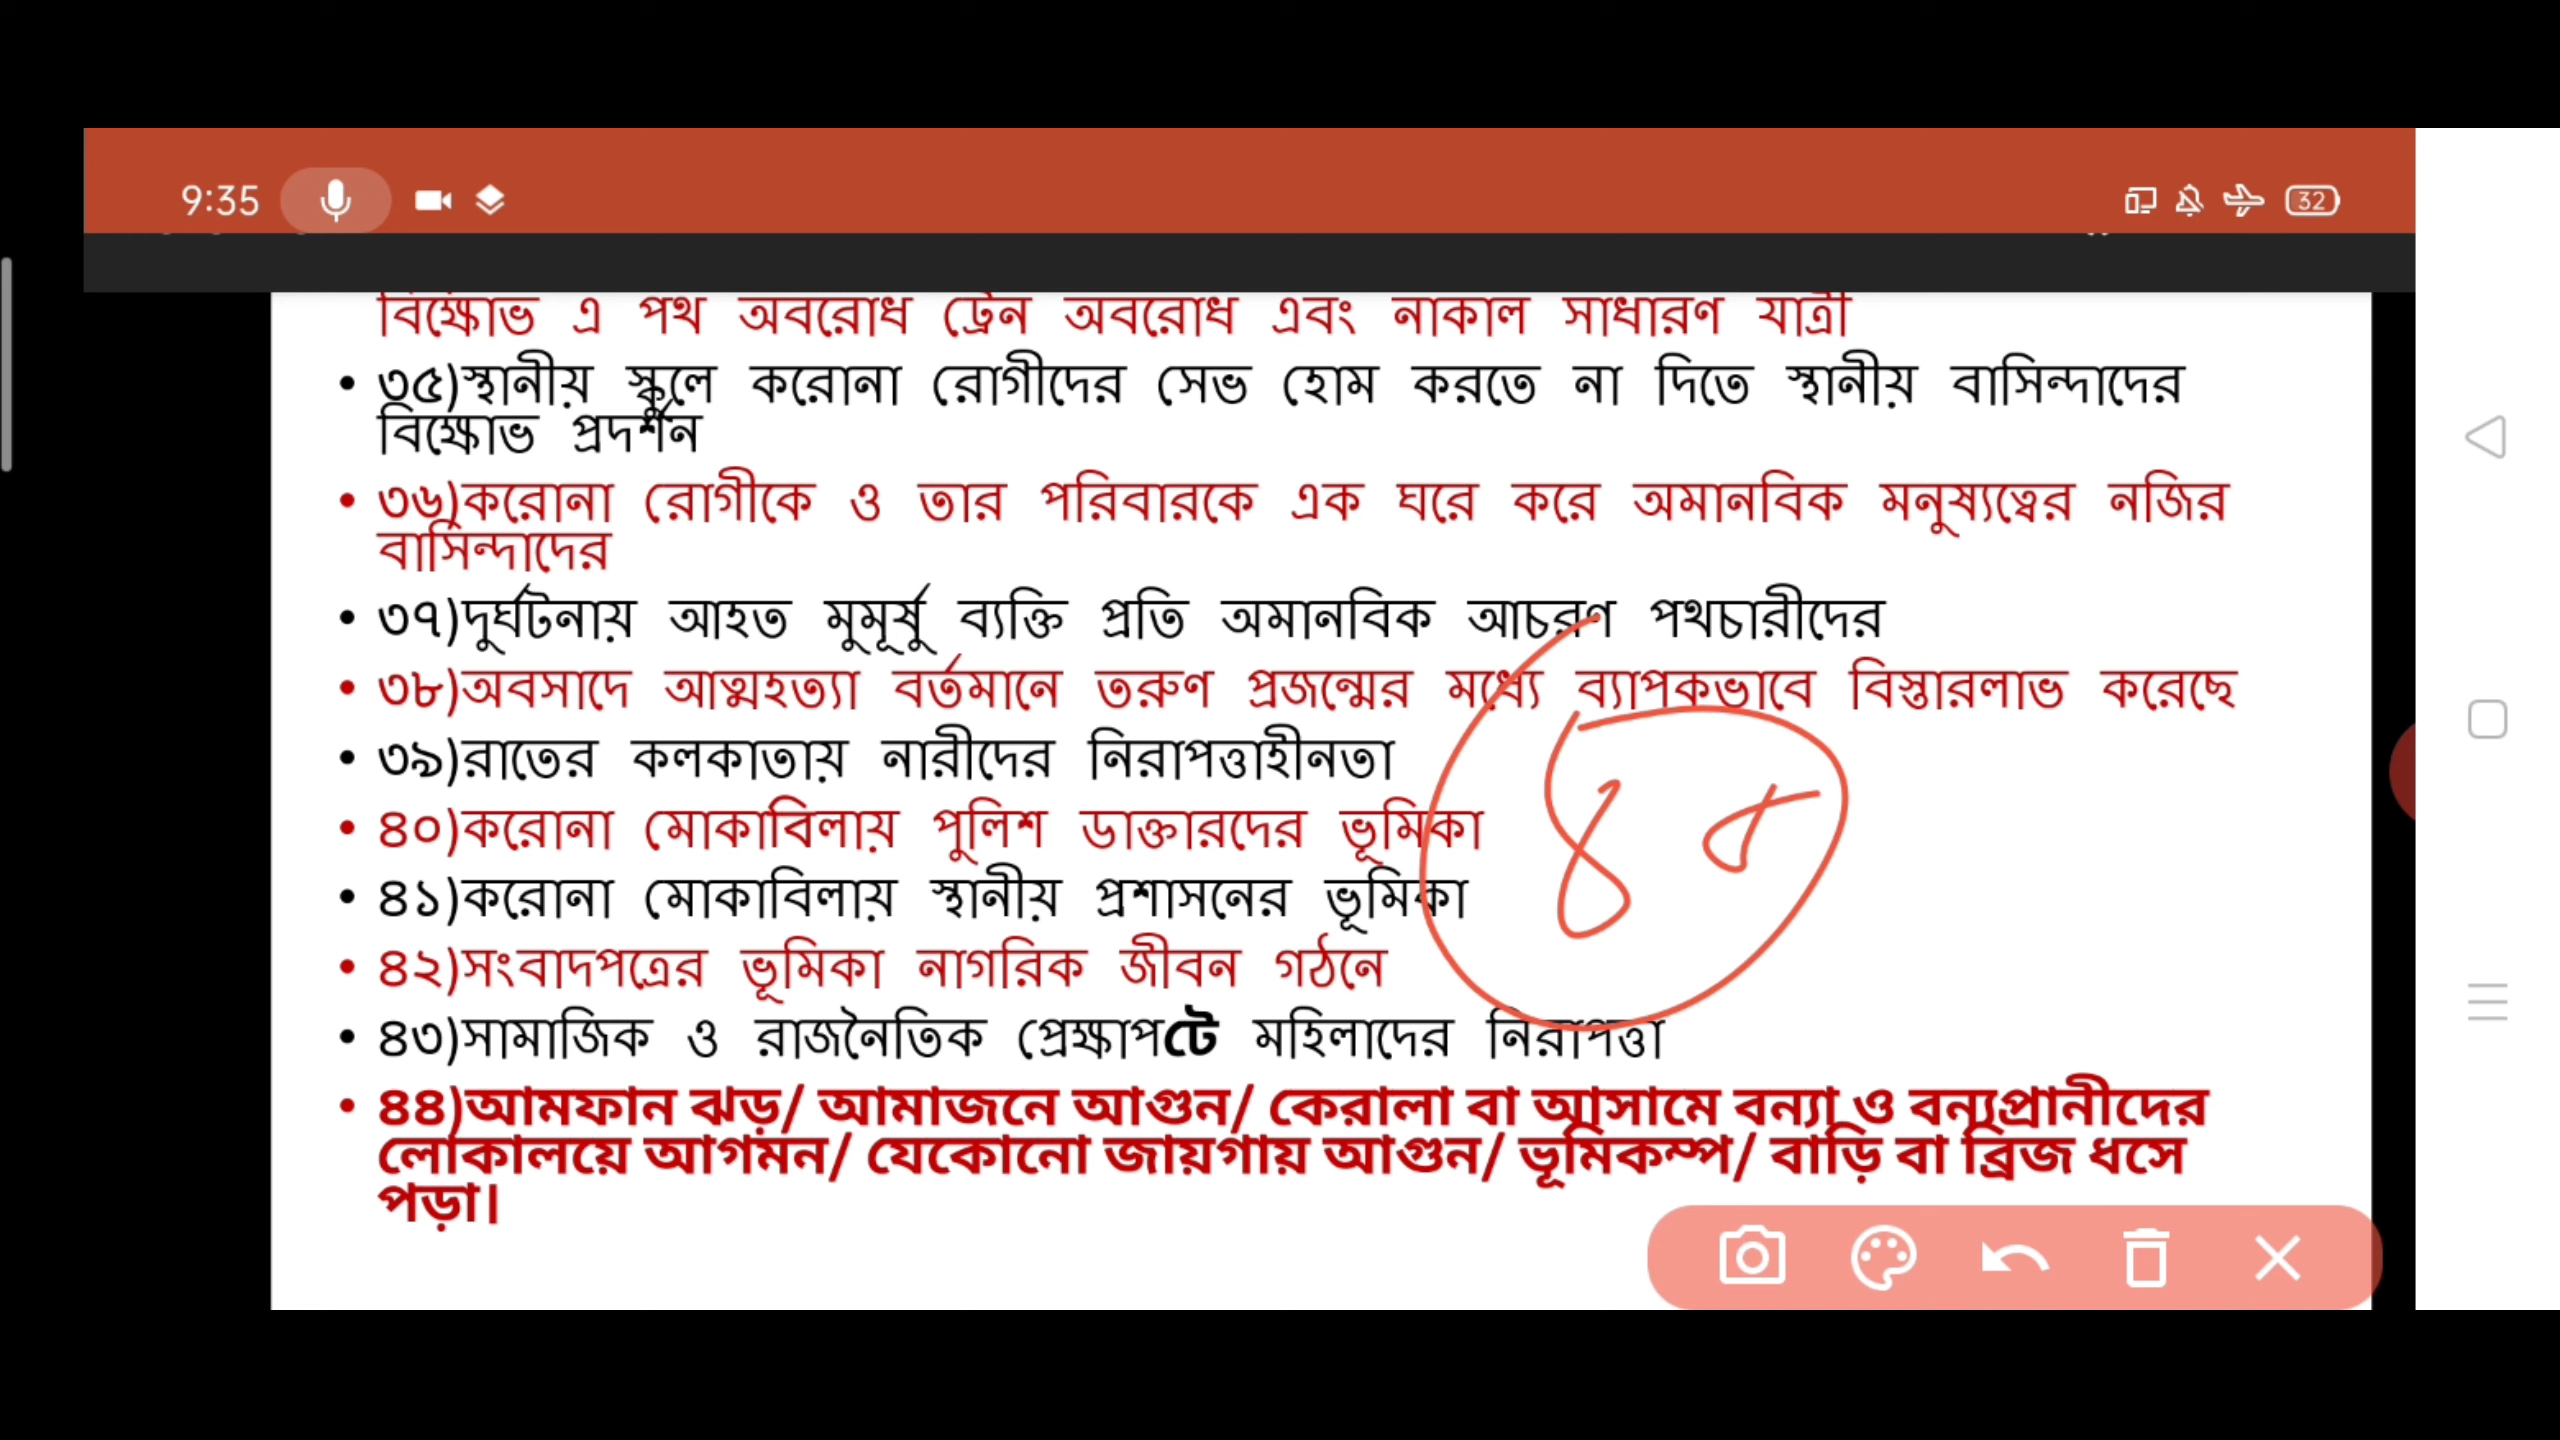 9:35
32
বিক্ষোভ এ পথ অবরোধ ট্রেন অবরোধ এবং নাকাল সাধারণ যাত্রী
• ৩৫)স্থানীয় স্কুলে করোনা রোগীদের সেভ হোম করতে না দিতে স্থানীয় বাসিন্দাদের
বিক্ষোভ প্রদর্শন
• ৩৬)করোনা রোগীকে ও তার পরিবারকে এক ঘরে করে অমানবিক মনুষ্যত্বের নজির
বাসিন্দাদের
• ৩৭)দুর্ঘটনায় আহত মুমূর্ষু ব্যক্তি প্রতি অমানবিক আচরণ পথচারীদের
• ৩৮)অবসাদে আত্মহত্যা বর্তমানে তরুণ প্রজন্মের মধ্যে ব্যাপকভাবে বিস্তারলাভ করেছে
• ৩৯)রাতের কলকাতায় নারীদের নিরাপত্তাহীনতা
• ৪০)করোনা মোকাবিলায় পুলিশ ডাক্তারদের ভূমিকা
• ৪১)করোনা মোকাবিলায় স্থানীয় প্রশাসনের ভূমিকা
• ৪২)সংবাদপত্রের ভূমিকা নাগরিক জীবন গঠনে
• ৪৩)সামাজিক ও রাজনৈতিক প্রেক্ষাপটে মহিলাদের নিরাপত্তা
• ৪৪)আমফান ঝড়/ আমাজনে আগুন/ কেরালা বা আসামে বন্যা ও বন্যপ্রানীদের
লোকালয়ে আগমন/ যেকোনো জায়গায় আগুন/ ভূমিকম্প/ বাড়ি বা ব্রিজ ধসে
পড়া।